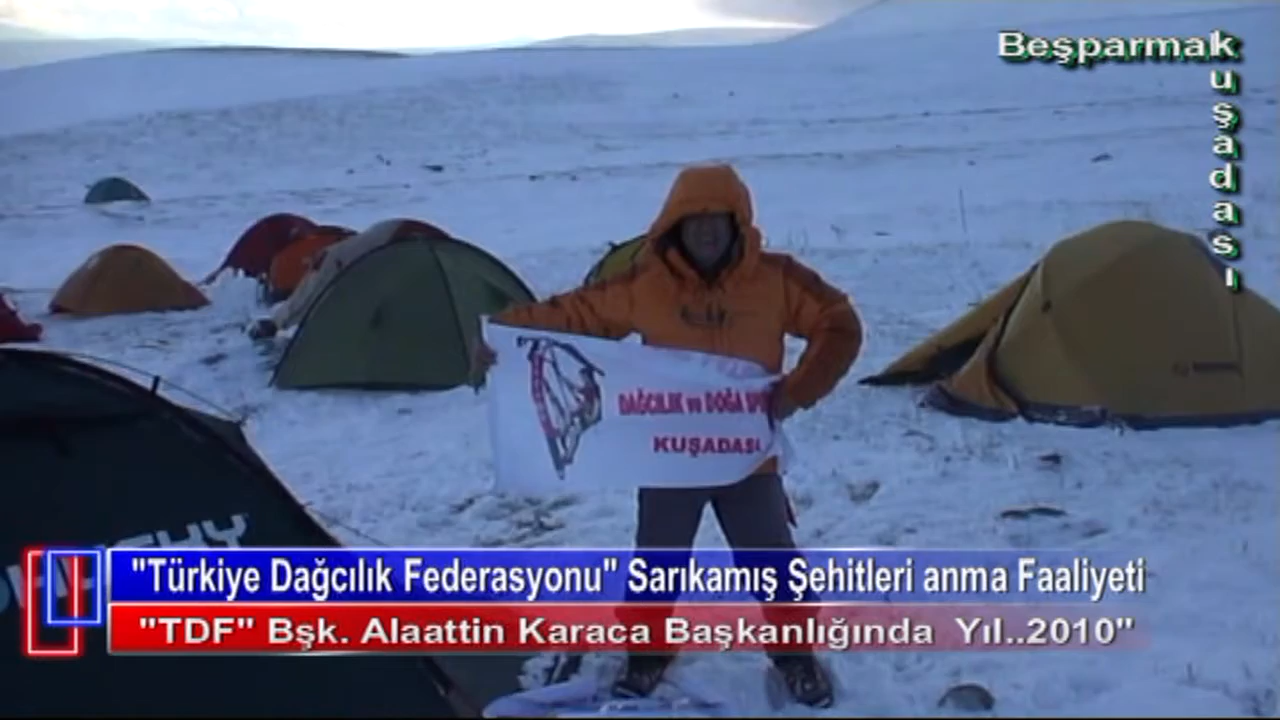 Beşparmak
kuşadası
DAĞCILIK ve DOĞA
KUŞADASI
"Türkiye Dağcılık Federasyonu" Sarıkamış Şehitleri anma Faaliyeti
"TDF" Bşk. Alaattin Karaca Başkanlığında Yıl..2010"